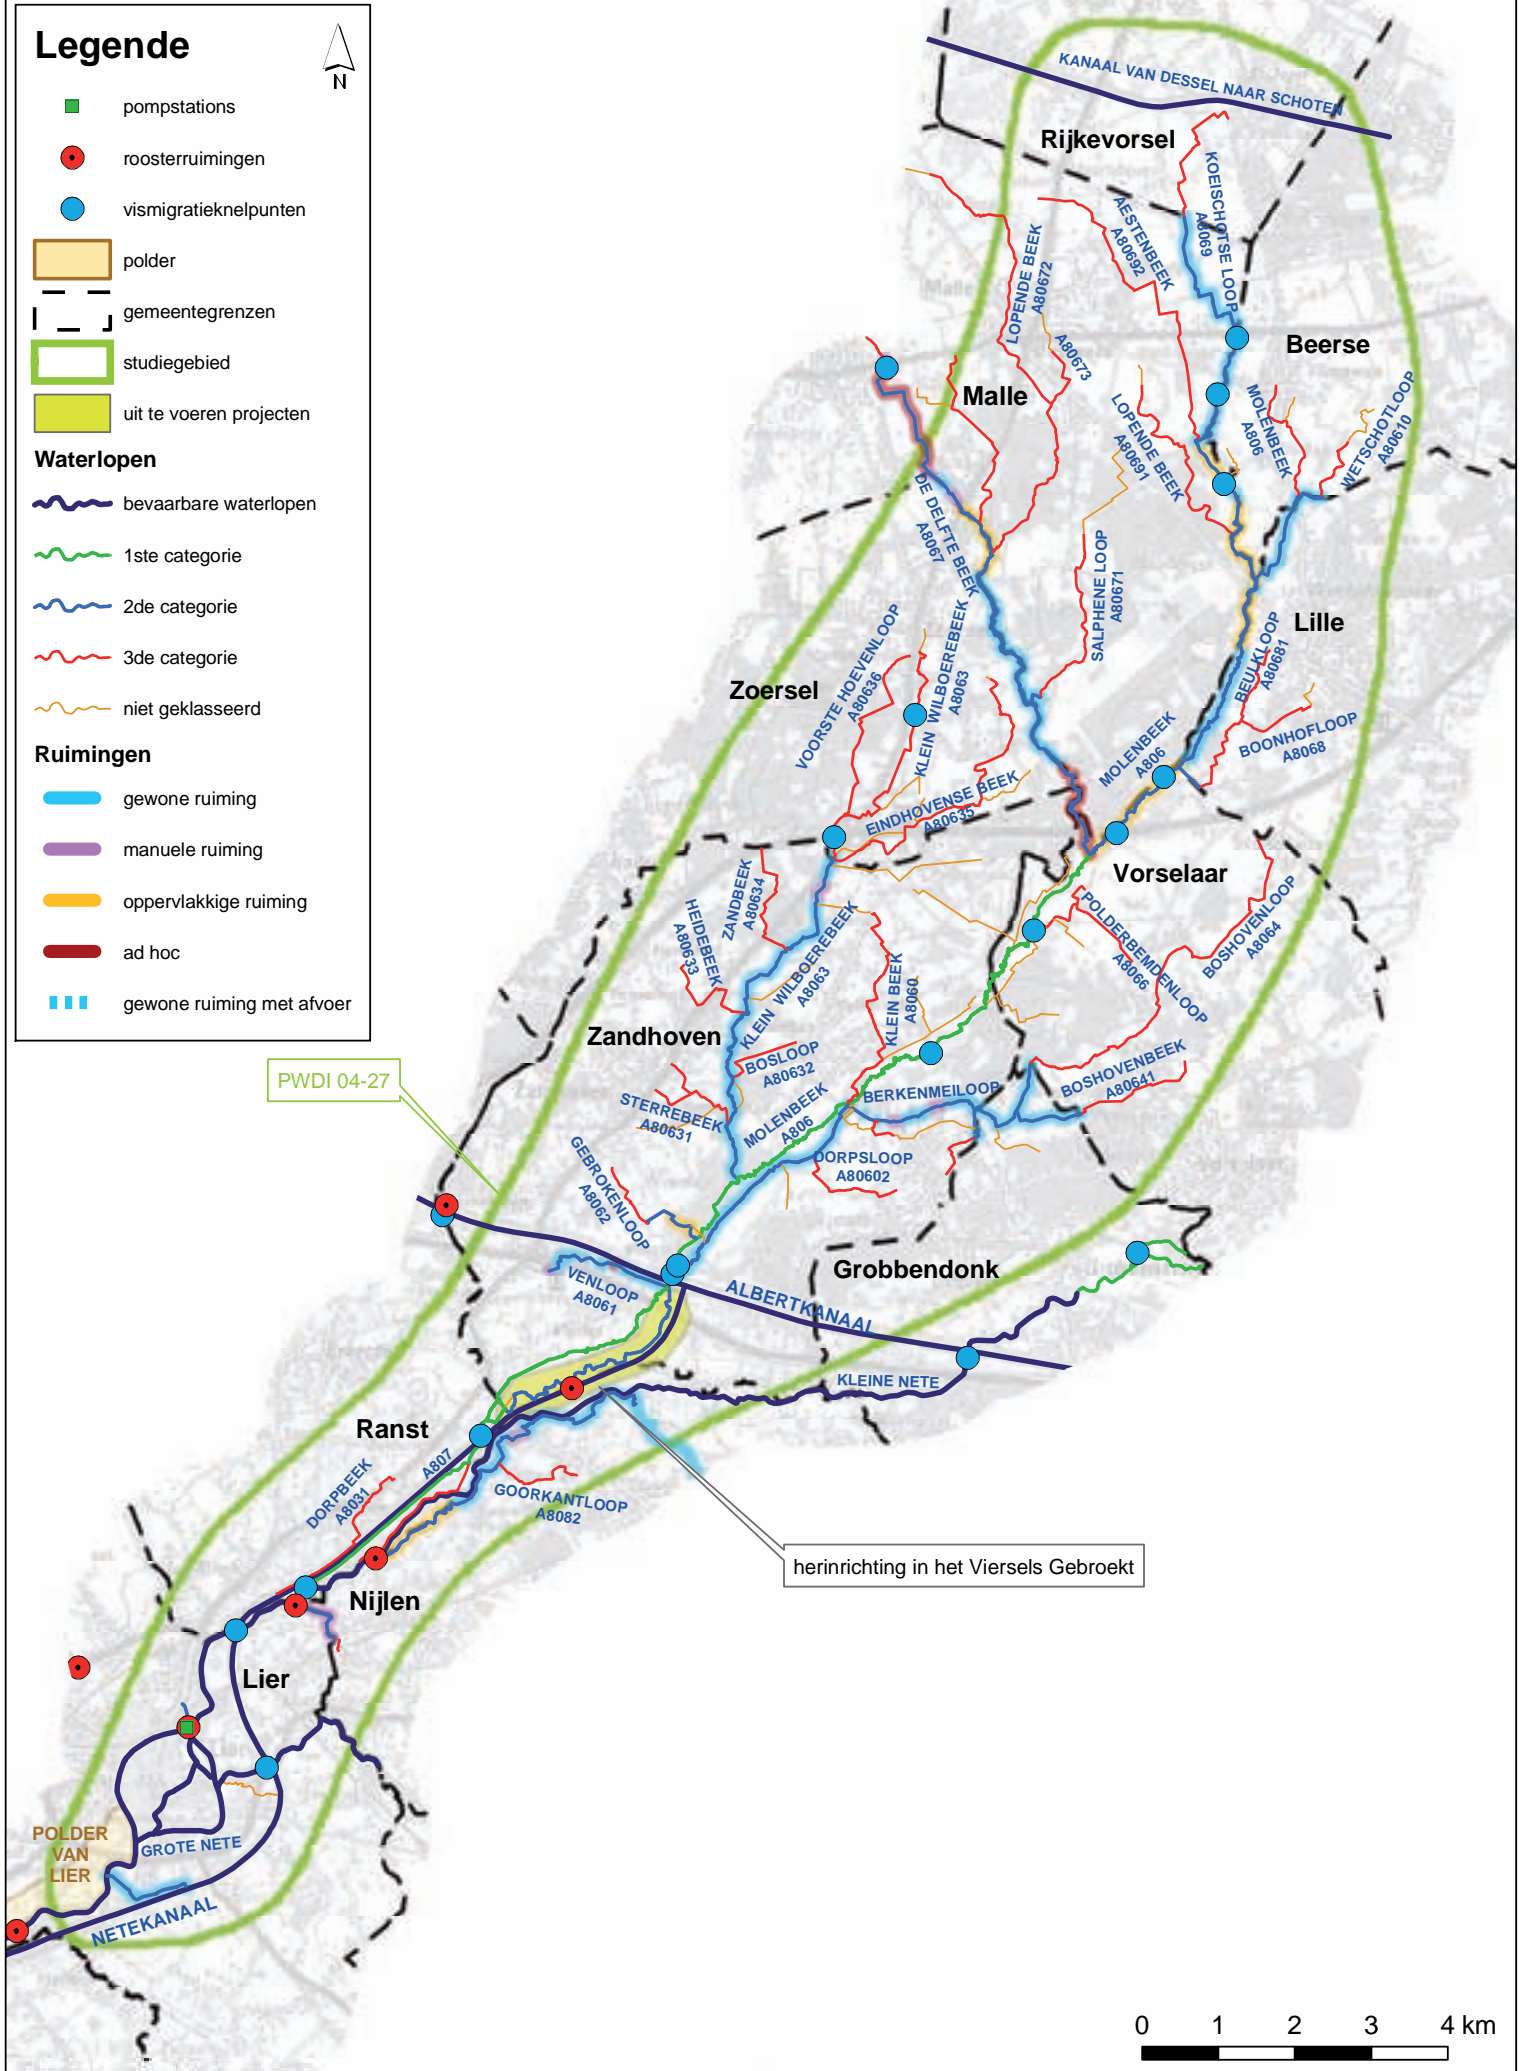 Legende
N
pompstations
roosterruimingen
vismigratieknelpunten
polder
gemeentegrenzen
studiegebied
uit te voeren projecten
Waterlopen
bevaarbare waterlopen
1ste categorie
2de categorie
3de categorie
niet geklasseerd
Ruimingen
gewone ruiming
manuele ruiming
oppervlakkige ruiming
ad hoc
gewone ruiming met afvoer
KANAAL VAN DESSEL NAAR SCHOTEN
Rijkevorsel
KOEISCHOTSE LOOP
A8069
AESTENBEEK
A80692
LOPENDE BEEK
A80672
A80673
Beerse
Malle
MOLENBEEK
A806
WETSCHOTLOOP
A80610
LOPENDE BEEK
A80691
DE DELFTE BEEK
A8067
SALPHENE LOOP
A80671
Lille
BEULKLOOP
A80681
BOONHOFLOOP
A8068
Zoersel
VOORSTE HOEVENLOOP
A80636
KLEIN WILBOEREBEEK
A8063
MOLENBEEK
A806
EINDHOVENSE BEEK
A80635
Vorselaar
ZANDBEEK
A80634
HEIDEBEEK
A80633
KLEIN WILBOEREBEEK
A8063
KLEIN BEEK
A8060
POLDERBEMDENLOOP
A8066
BOSHOVENLOOP
A8064
Zandhoven
BOSLOOP
A80632
BOSHOVENBEEK
A80641
PWDI 04-27
STERREBEEK
A80631
MOLENBEEK
A806
BERKENMEILOOP
DORPSLOOP
A80602
GEBROKENLOOP
A8062
Grobbendonk
VENLOOP
A8061
ALBERTKANAAL
KLEINE NETE
Ranst
A807
DORPBEEK
A8031
GOORKANTLOOP
A8082
herinrichting in het Viersels Gebroekt
Nijlen
Lier
POLDER
VAN
LIER
GROTE NETE
NETEKANAAL
0 1 2 3 4 km